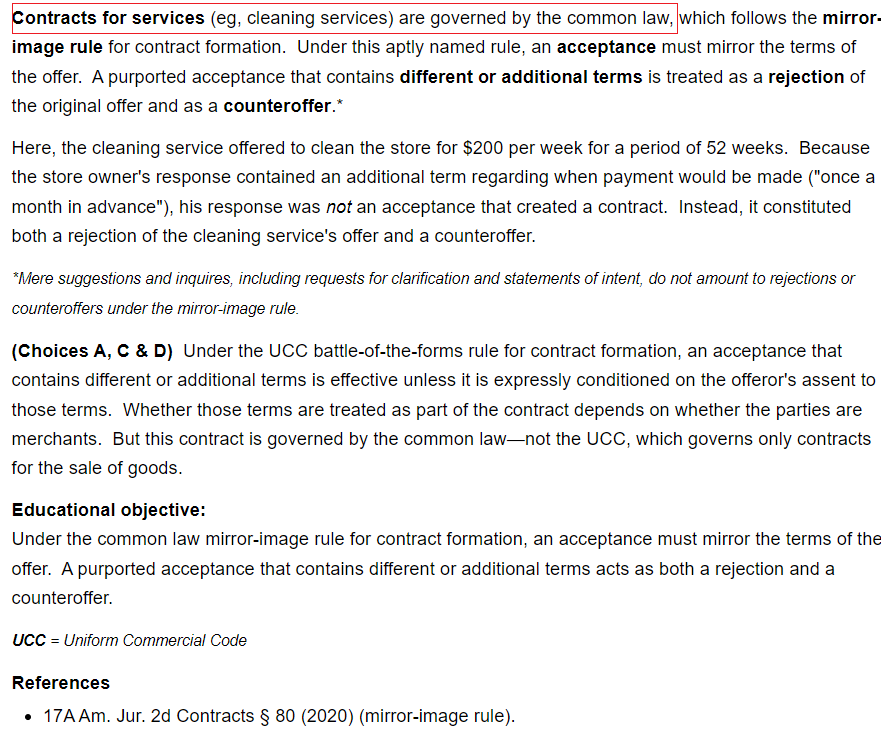 Contracts for services (eg, cleaning services) are governed by the common law, which follows the mirror-
image rule for contract formation. Under this aptly named rule, an acceptance must mirror the terms of
the offer. A purported acceptance that contains different or additional terms is treated as a rejection of
the original offer and as a counteroffer.*
Here, the cleaning service offered to clean the store for $200 per week for a period of 52 weeks. Because
the store owner's response contained an additional term regarding when payment would be made ("once a
month in advance"), his response was not an acceptance that created a contract. Instead, it constituted
both a rejection of the cleaning service's offer and a counteroffer.
*Mere suggestions and inquires, including requests for clarification and statements of intent, do not amount to rejections or
counteroffers under the mirror-image rule.
(Choices A, C & D) Under the UCC battle-of-the-forms rule for contract formation, an acceptance that
contains different or additional terms is effective unless it is expressly conditioned on the offeror's assent to
those terms. Whether those terms are treated as part of the contract depends on whether the parties are
merchants. But this contract is governed by the common law—not the UCC, which governs only contracts
for the sale of goods.
Educational objective:
Under the common law mirror-image rule for contract formation, an acceptance must mirror the terms of the
offer. A purported acceptance that contains different or additional terms acts as both a rejection and a
counteroffer.
UCC = Uniform Commercial Code
References
• 17A Am. Jur. 2d Contracts § 80 (2020) (mirror-image rule).